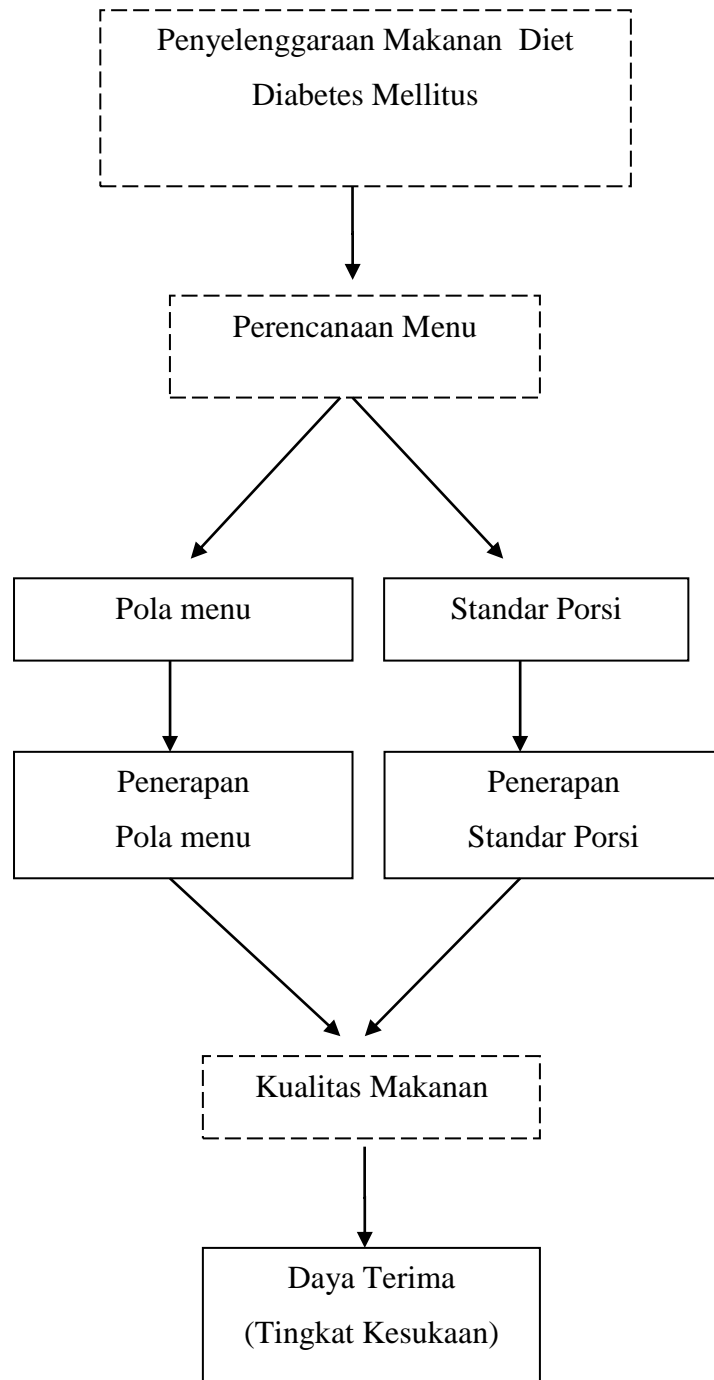 Penyelenggaraan Makanan  Diet
Diabetes Mellitus
Perencanaan Menu
Pola menu
Standar Porsi
Penerapan
Pola menu
Penerapan
Standar Porsi
Kualitas Makanan
Daya Terima
(Tingkat Kesukaan)